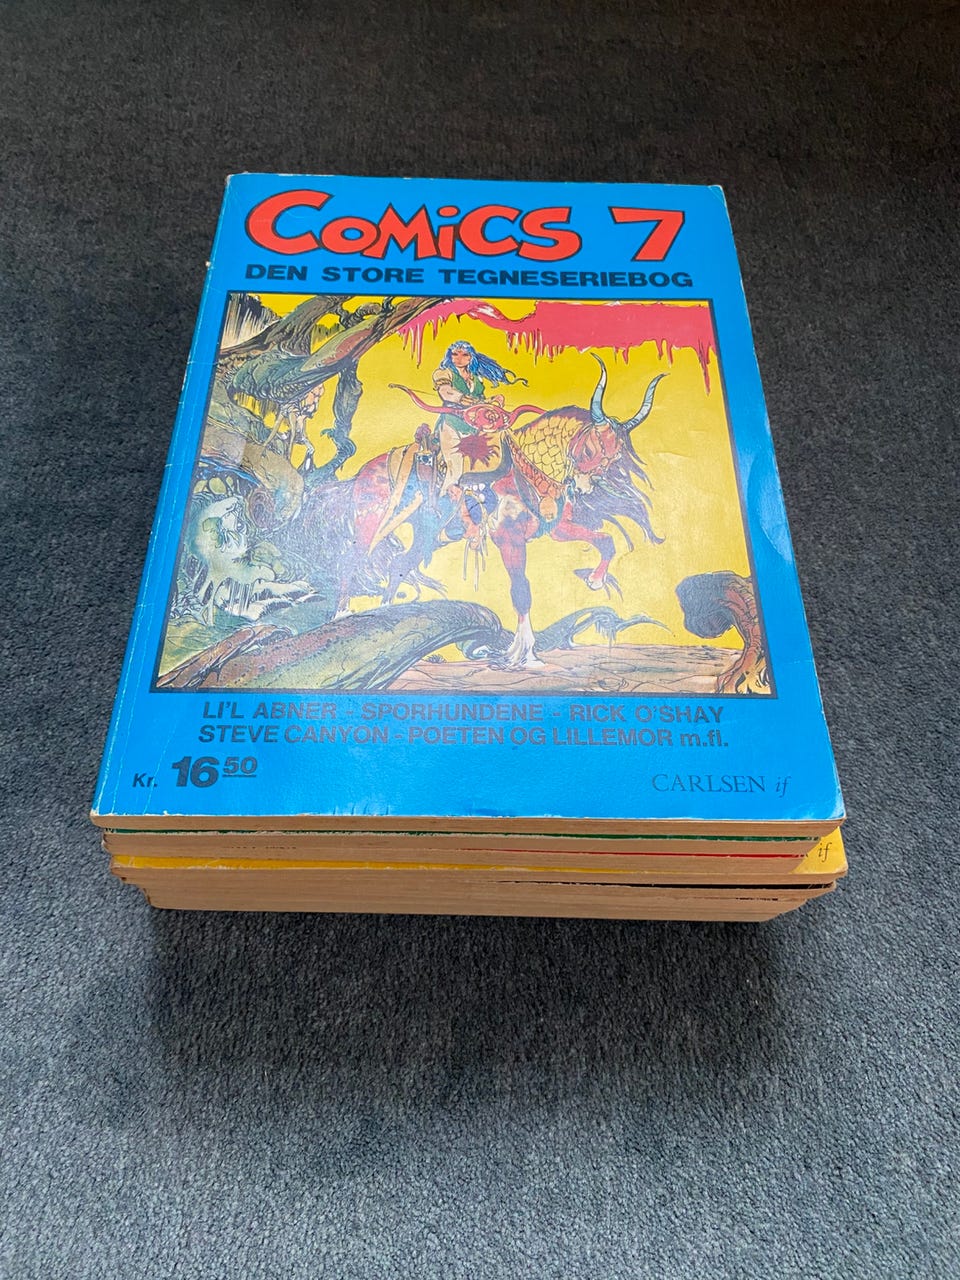 COMICS 7
DEN STORE TEGNESERIEBOG
LI'L ABNER - SPORHUNDENE - RICK O'SHAY
STEVE CANYON - POETEN OG LILLEMOR m.fl.
Kr. 16 50
CARLSEN if
if